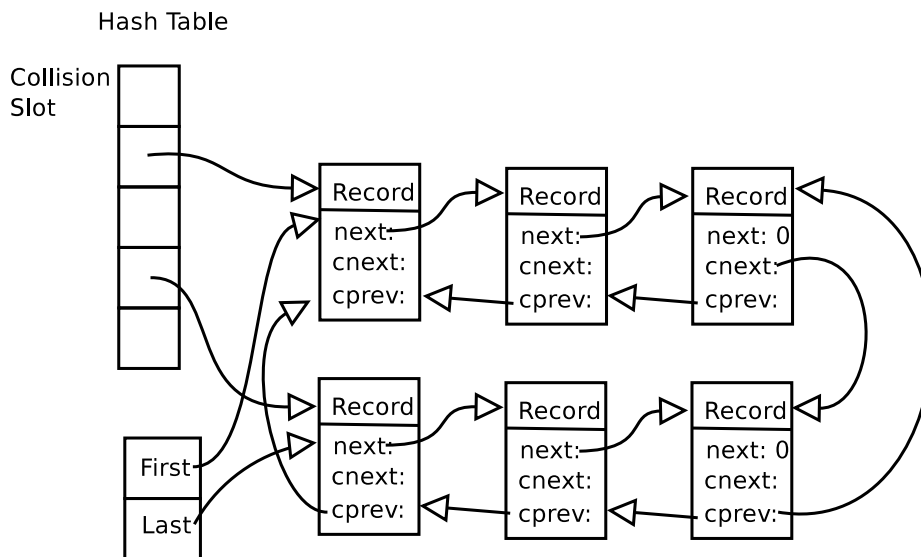 Hash Table
Collision
Slot
Record
next:
cnext:
cprev:
Record
next:
cnext:
cprev:
Record
next: 0
cnext:
cprev:
Record
next:
cnext:
cprev:
Record
next:
cnext:
cprev:
Record
next: 0
cnext:
cprev:
First
Last